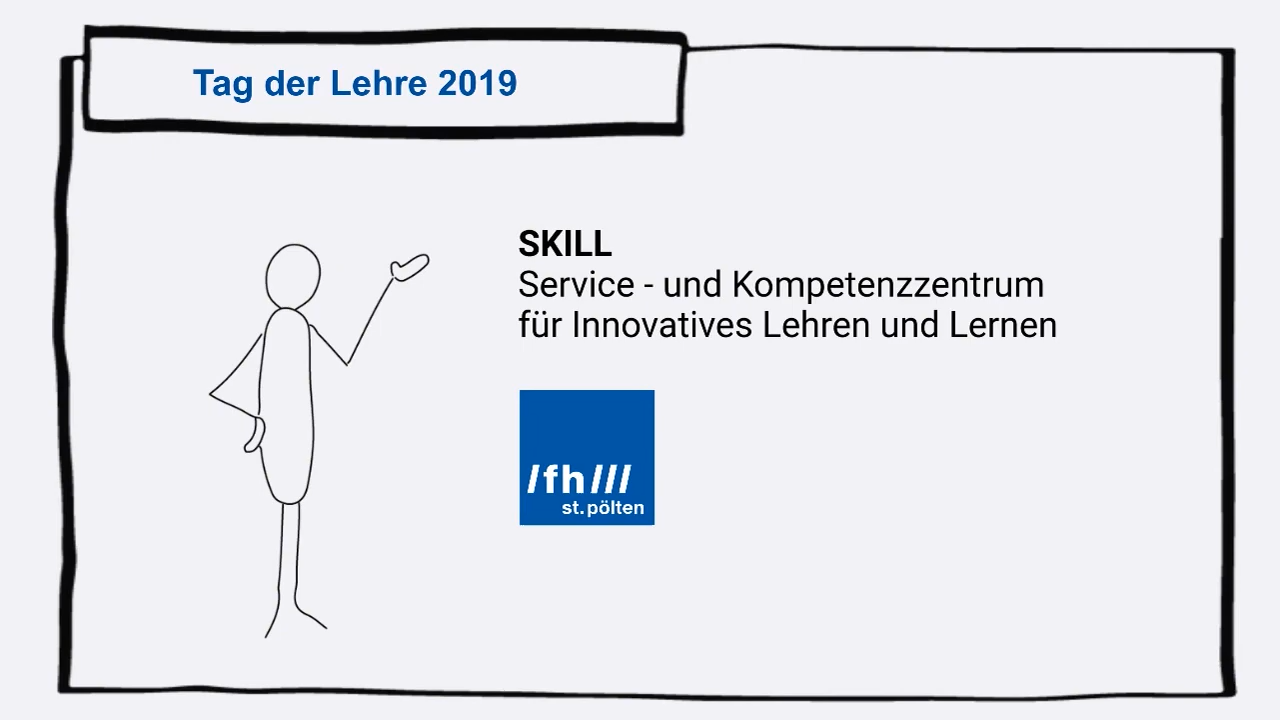 Tag der Lehre 2019
SKILL
Service - und Kompetenzzentrum
für Innovatives Lehren und Lernen
/fh///
st.pölten